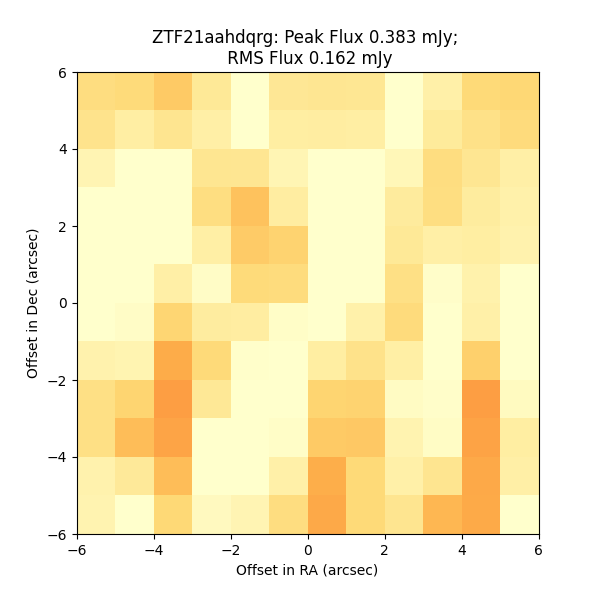 ZTF21aahdqrg: Peak Flux 0.383 mJy;
RMS Flux 0.162 mJy
6
4
2
0
−2
−4
−6
Offset in Dec (arcsec)
−6 −4 −2 0 2 4 6
Offset in RA (arcsec)